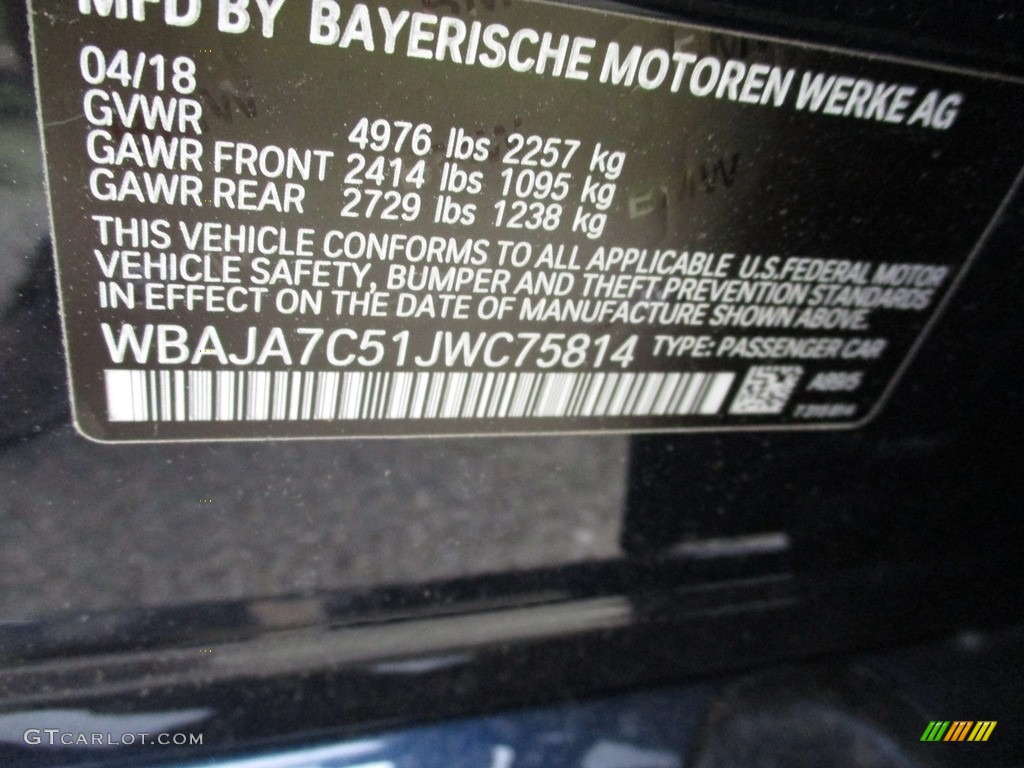 MFD BY BAYERISCHE MOTOREN WERKE AG
04/18
GVWR 4976 lbs 2257 kg
GAWR FRONT 2414 lbs 1095 kg
GAWR REAR 2729 lbs 1238 kg
THIS VEHICLE CONFORMS TO ALL APPLICABLE U.S.FEDERAL MOTOR
VEHICLE SAFETY, BUMPER AND THEFT PREVENTION STANDARDS
IN EFFECT ON THE DATE OF MANUFACTURE SHOWN ABOVE.
WBAJA7C51JWC75814 TYPE: PASSENGER CAR
GTCARLOT.COM